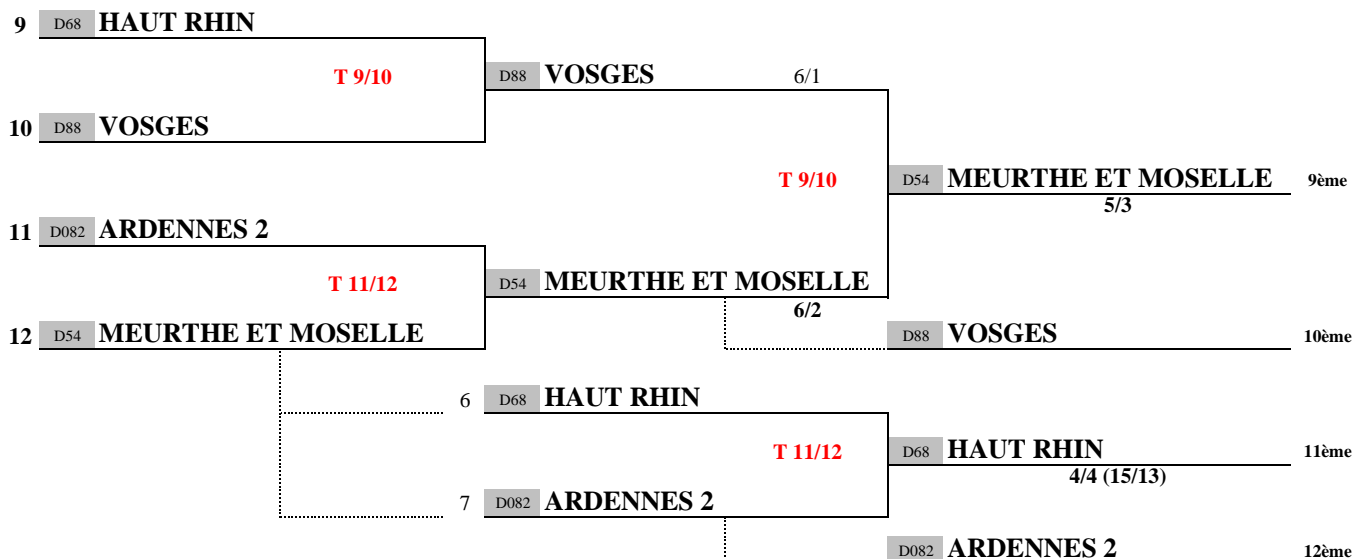 9 D68 HAUT RHIN
T 9/10 D88 VOSGES 6/1
10 D88 VOSGES
T 9/10 D54 MEURTHE ET MOSELLE 9ème
5/3
11 D082 ARDENNES 2
T 11/12 D54 MEURTHE ET MOSELLE
6/2
12 D54 MEURTHE ET MOSELLE D88 VOSGES 10ème
6 D68 HAUT RHIN
T 11/12 D68 HAUT RHIN 11ème
4/4 (15/13)
7 D082 ARDENNES 2
D082 ARDENNES 2 12ème